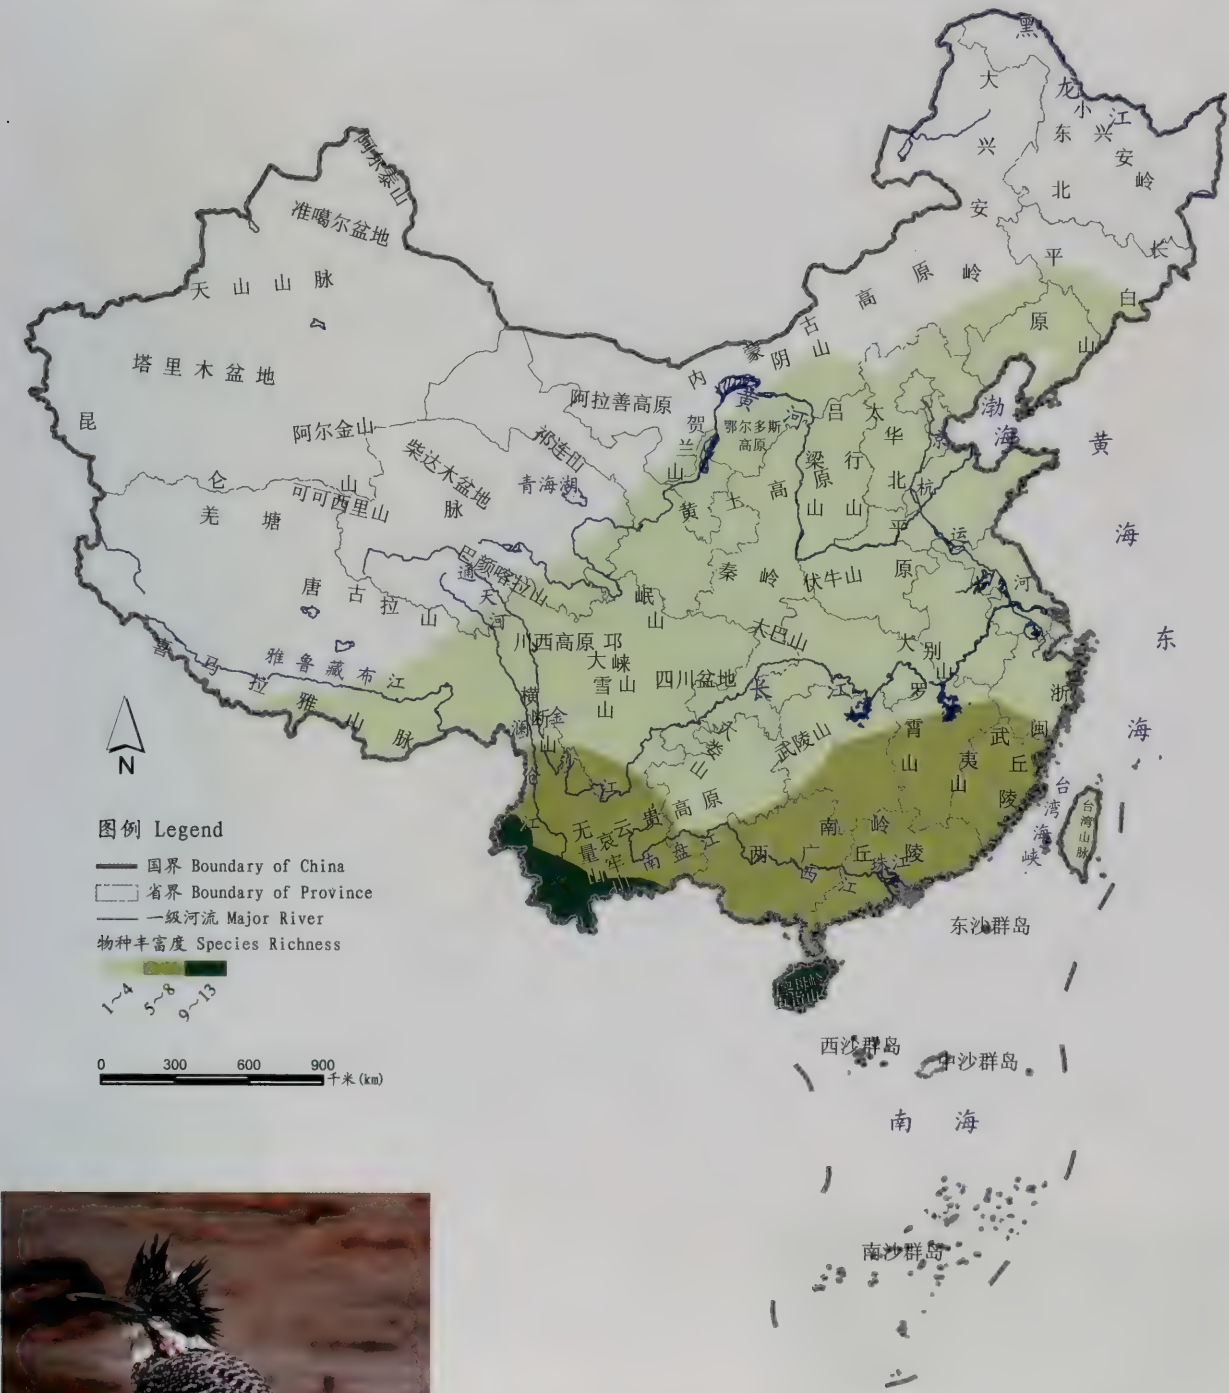 黑龙江
大兴安岭
小兴安岭
东北平原
长白山
阿尔泰山
准噶尔盆地
天山山脉
塔里木盆地
内蒙古高原
阴山
阿拉善高原
贺兰山
黄河
鄂尔多斯
高原
吕梁山
太行山
华北平原
京杭运河
渤海
黄海
昆仑山脉
阿尔金山
祁连山
柴达木盆地
青海湖
可可西里山
羌塘
黄土高原
秦岭
伏牛山
巴颜喀拉山
通天河
唐古拉山
岷山
川西高原
邛崃山
大雪山
四川盆地
大巴山
大别山
长江
东海
喜马拉雅山脉
雅鲁藏布江
横断山
澜沧江
金
江
武陵山
罗霄山
武夷山
浙闽丘陵
云贵高原
无量山
哀牢山
南盘江
南岭
两广丘陵
西江
珠江
台湾海峡
台湾山脉
东沙群岛
西沙群岛
中沙群岛
南海
南沙群岛
N
图例 Legend
国界 Boundary of China
省界 Boundary of Province
一级河流 Major River
物种丰富度 Species Richness
1~4
5~8
9~13
0 300 600 900
千米(km)